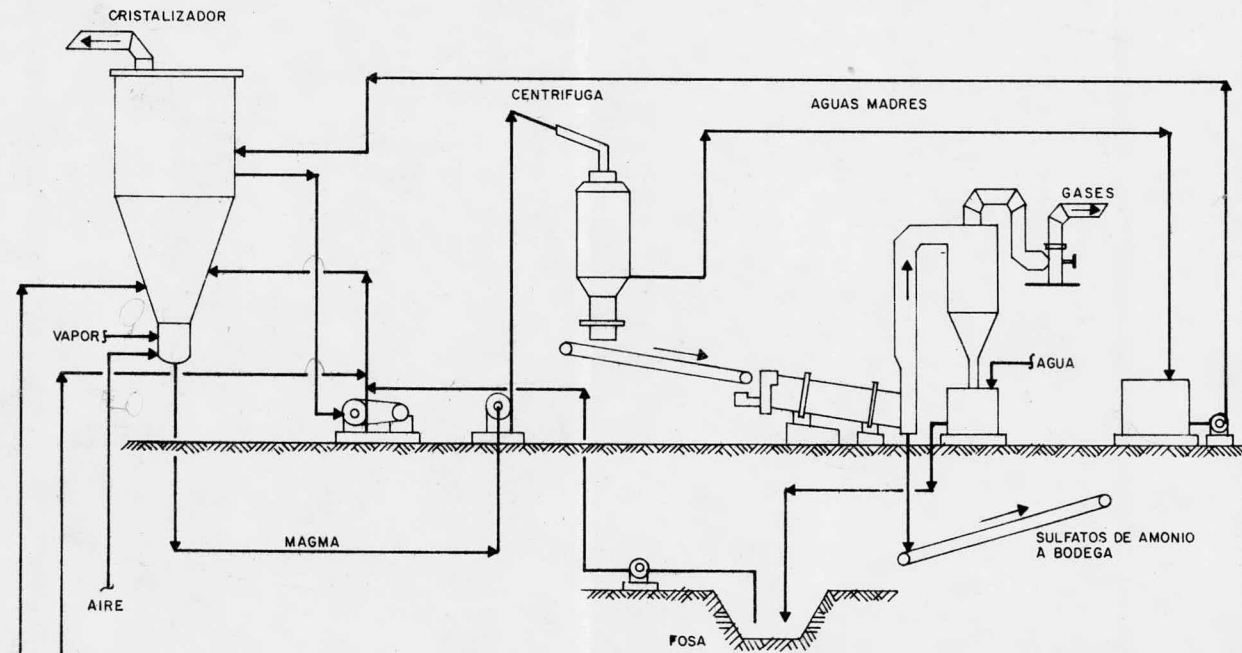 CRISTALIZADOR
CENTRIFUGA
AGUAS MADRES
GASES
VAPOR
AGUA
MAGMA
SULFATOS DE AMONIO
A BODEGA
AIRE
FOSA